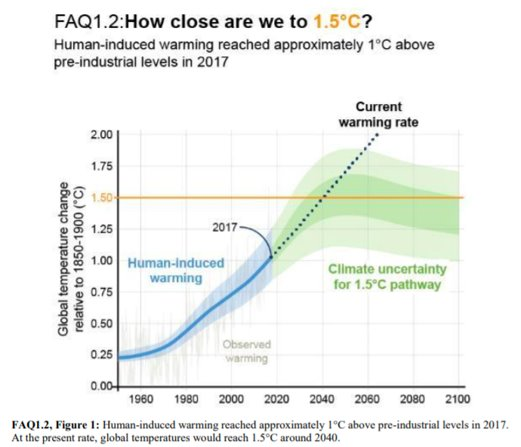 FAQ1.2:How close are we to 1.5°C?
Human-induced warming reached approximately 1°C above
pre-industrial levels in 2017
Current
warming rate
Global temperature change
relative to 1850-1900 (°C)
2.00
1.75
1.50
1.25
1.00
0.75
0.50
0.25
0.00
2017
Human-induced
warming
Climate uncertainty
for 1.5°C pathway
Observed
warming
1960
1980
2000
2020
2040
2060
2080
2100
FAQ1.2, Figure 1: Human-induced warming reached approximately 1°C above pre-industrial levels in 2017.
At the present rate, global temperatures would reach 1.5°C around 2040.